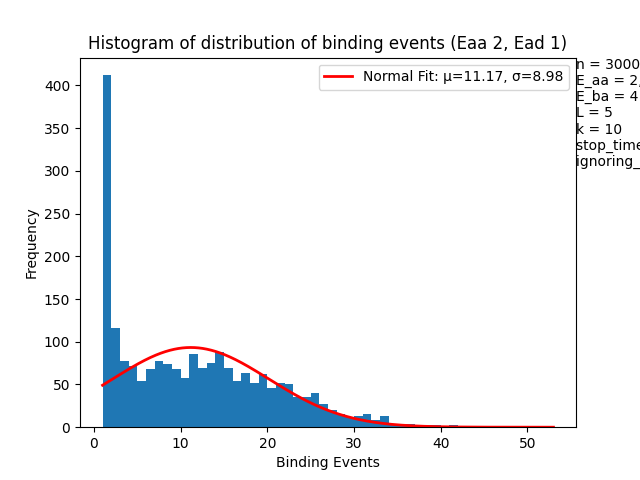 Histogram of distribution of binding events (Eaa 2, Ead 1)
Normal Fit: μ=11.17, σ=8.98
n = 3000
E_aa = 2,
E_ba = 4
L = 5
k = 10
stop_time
ignoring_
Frequency
400
350
300
250
200
150
100
50
0
0 10 20 30 40 50
Binding Events